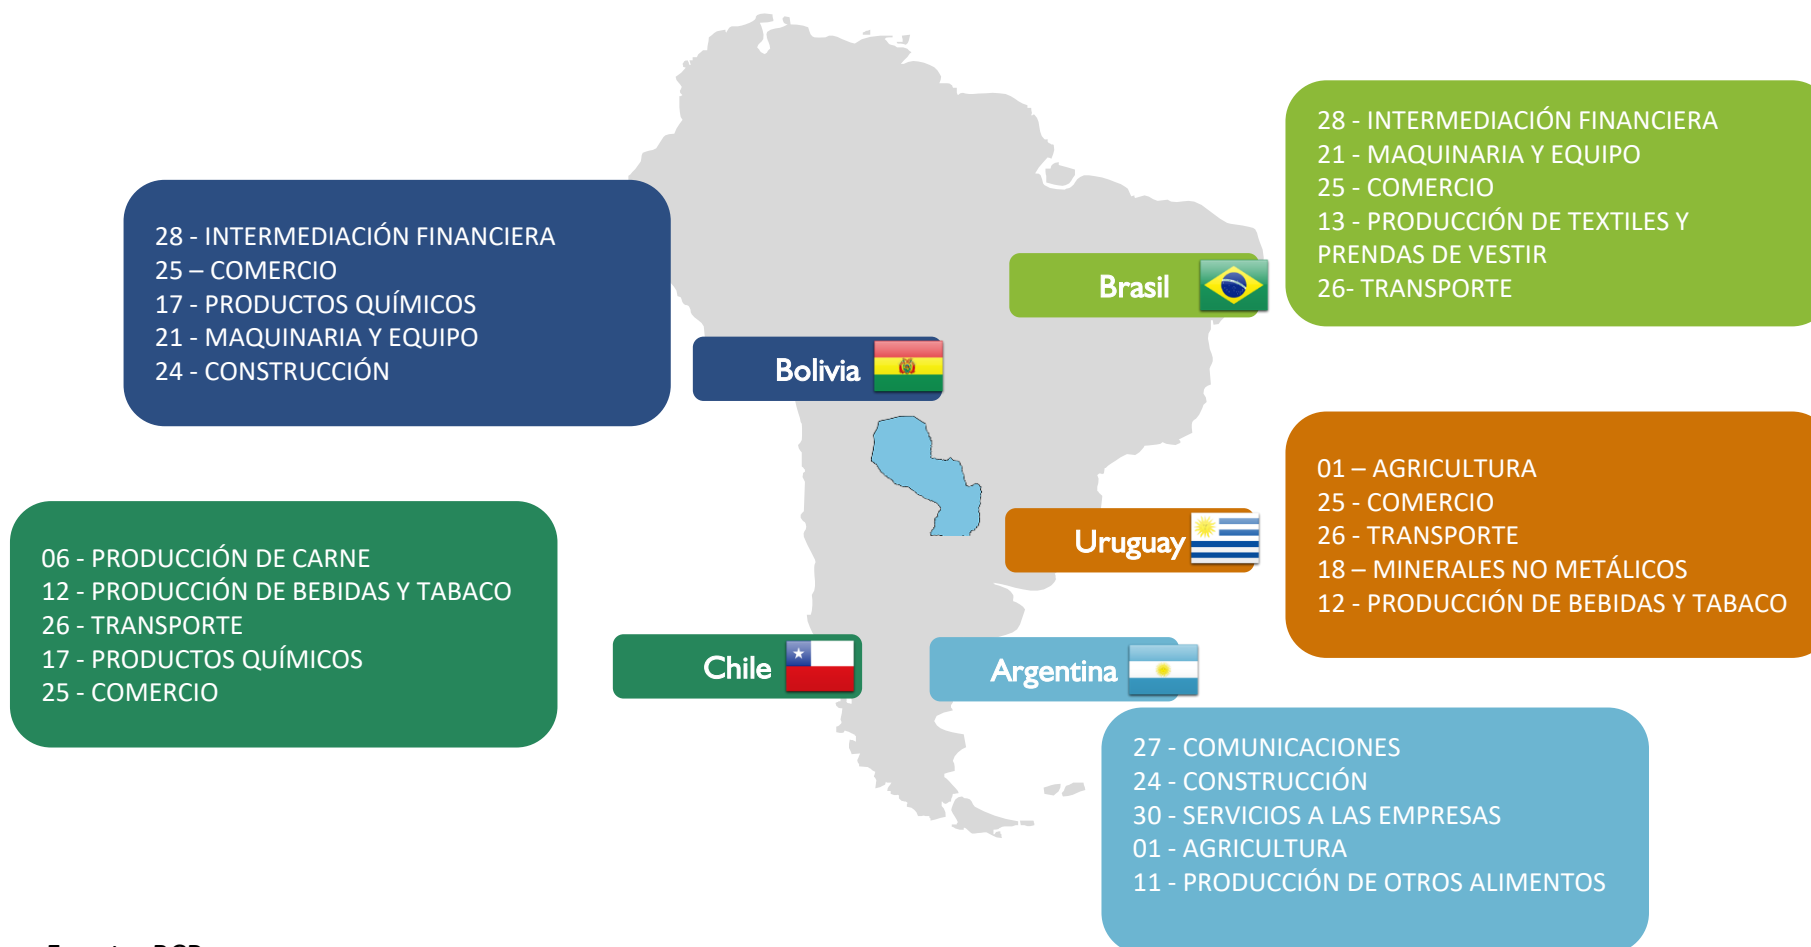 28 - INTERMEDIACIÓN FINANCIERA
21 - MAQUINARIA Y EQUIPO
25 - COMERCIO
13 - PRODUCCIÓN DE TEXTILES Y
PRENDAS DE VESTIR
26- TRANSPORTE
Brasil
28 - INTERMEDIACIÓN FINANCIERA
25 – COMERCIO
17 - PRODUCTOS QUÍMICOS
21 - MAQUINARIA Y EQUIPO
24 - CONSTRUCCIÓN
Bolivia
01 – AGRICULTURA
25 - COMERCIO
26 - TRANSPORTE
18 – MINERALES NO METÁLICOS
12 - PRODUCCIÓN DE BEBIDAS Y TABACO
Uruguay
06 - PRODUCCIÓN DE CARNE
12 - PRODUCCIÓN DE BEBIDAS Y TABACO
26 - TRANSPORTE
17 - PRODUCTOS QUÍMICOS
25 - COMERCIO
Chile
Argentina
27 - COMUNICACIONES
24 - CONSTRUCCIÓN
30 - SERVICIOS A LAS EMPRESAS
01 - AGRICULTURA
11 - PRODUCCIÓN DE OTROS ALIMENTOS